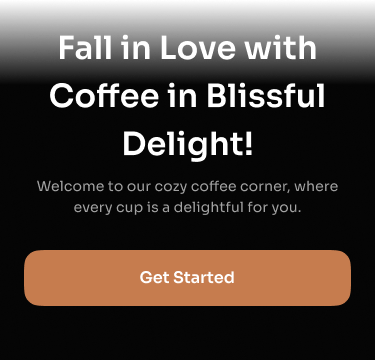 Fall in Love with
Coffee in Blissful
Delight!
Welcome to our cozy coffee corner, where
every cup is a delightful for you.
Get Started